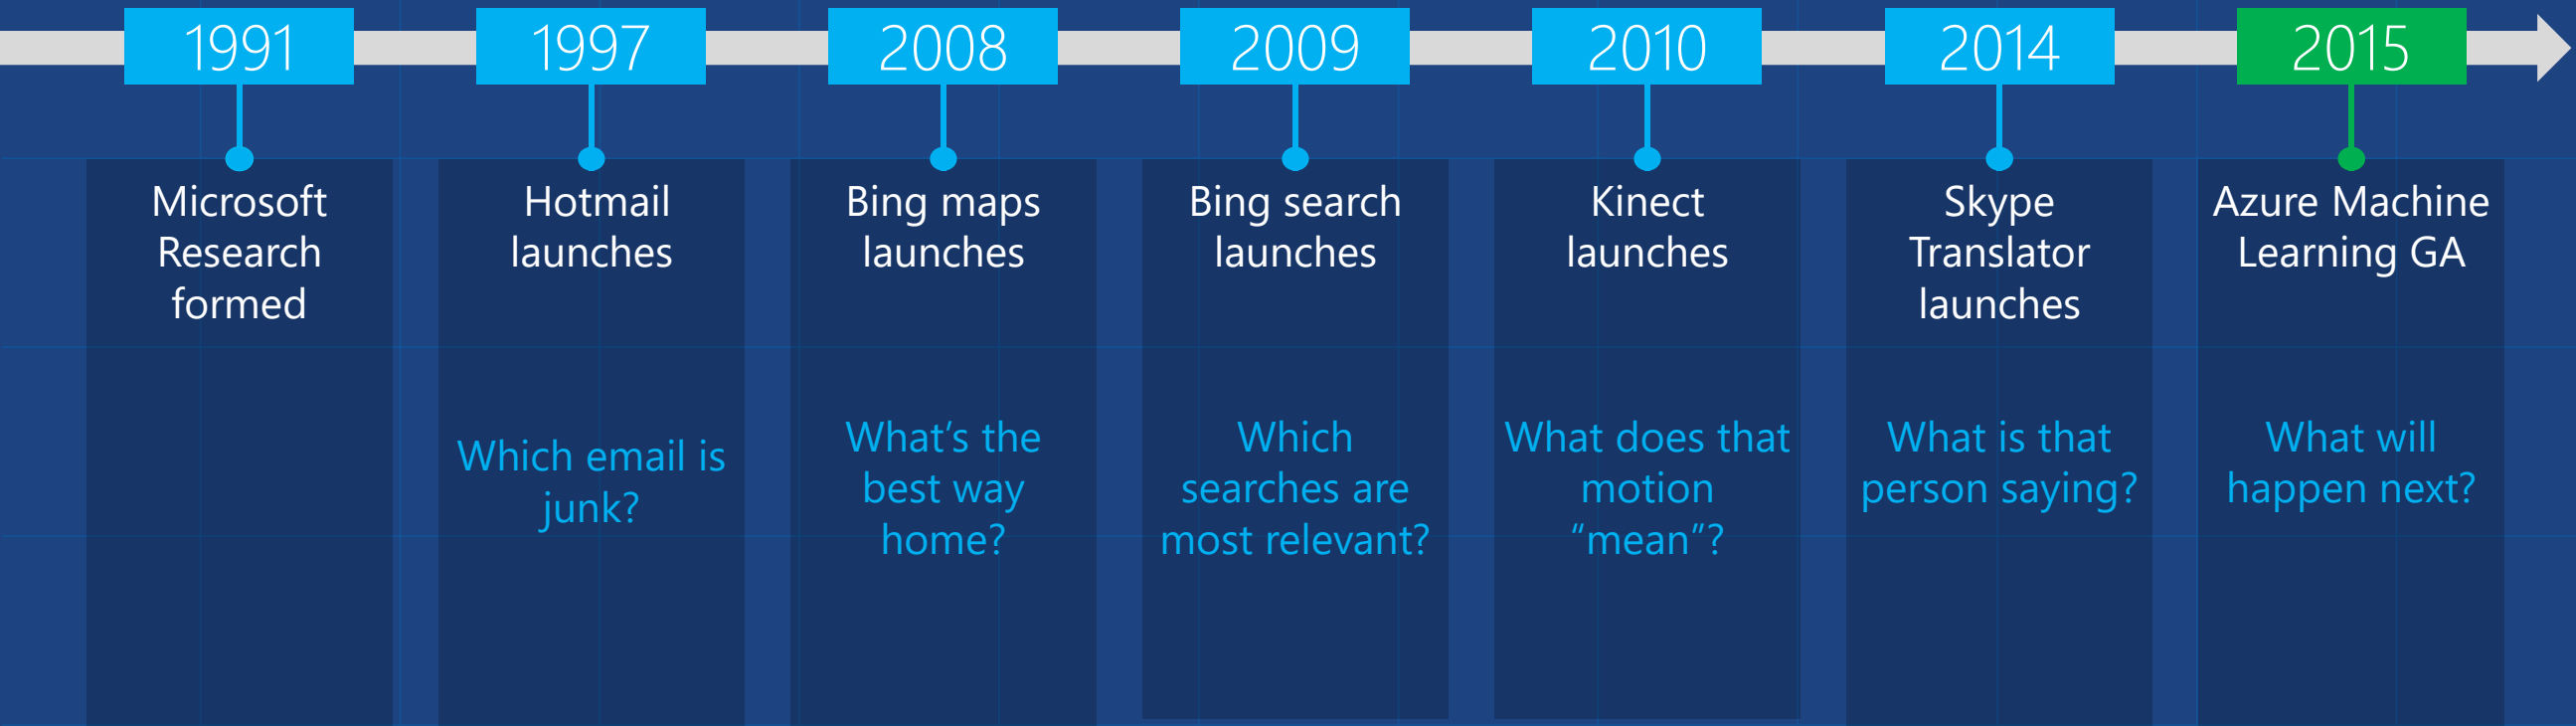 1991
1997
2008
2009
2010
2014
2015
Microsoft
Research
formed
Hotmail
launches
Bing maps
launches
Bing search
launches
Kinect
launches
Skype
Translator
launches
Azure Machine
Learning GA
Which email is
junk?
What’s the
best way
home?
Which
searches are
most relevant?
What does that
motion
“mean”?
What is that
person saying?
What will
happen next?